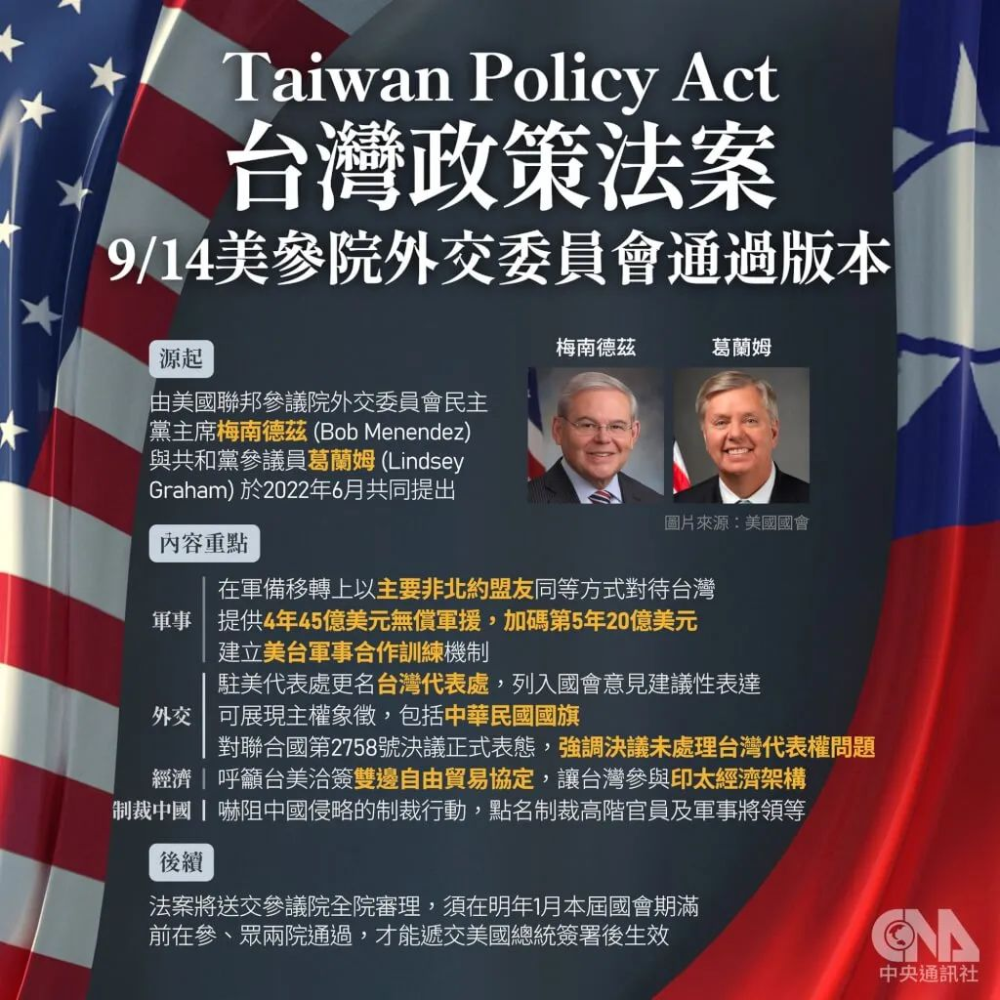 Taiwan Policy Act
台灣政策法案
9/14美參院外交委員會通過版本
源起
由美國聯邦參議院外交委員會民主
黨主席梅南德茲 (Bob Menendez)
與共和黨參議員葛蘭姆 (Lindsey
Graham) 於2022年6月共同提出
梅南德茲
葛蘭姆
圖片來源：美國國會
內容重點
軍事
在軍備移轉上以主要非北約盟友同等方式對待台灣
提供4年45億美元無償軍援，加碼第5年20億美元
建立美台軍事合作訓練機制
外交
駐美代表處更名台灣代表處，列入國會意見建議性表達
可展現主權象徵，包括中華民國國旗
對聯合國第2758號決議正式表態，強調決議未處理台灣代表權問題
經濟
呼籲台美洽簽雙邊自由貿易協定，讓台灣參與印太經濟架構
制裁中國
嚇阻中國侵略的制裁行動，點名制裁高階官員及軍事將領等
後續
法案將送交參議院全院審理，須在明年1月本屆國會期滿
前在參、眾兩院通過，才能遞交美國總統簽署後生效
CNA
中央通訊社